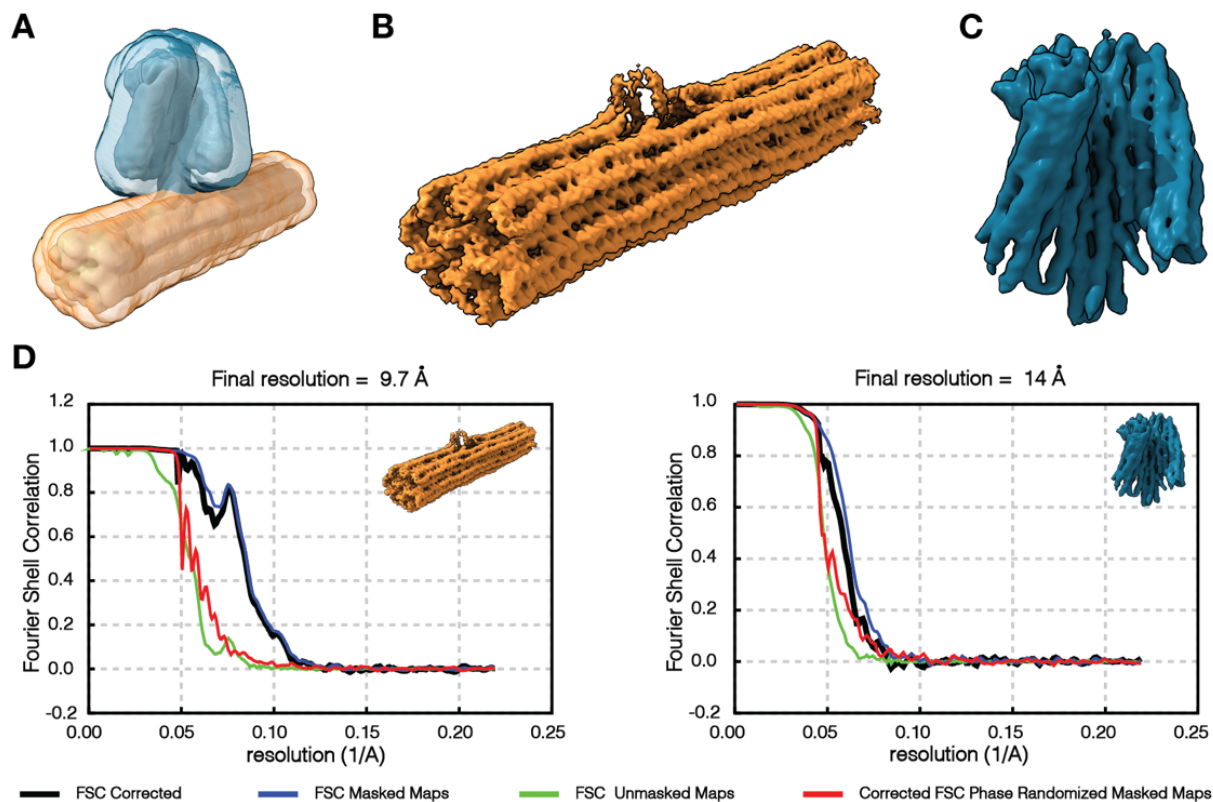 A
B
C
D
Final resolution = 9.7 Å
Fourier Shell Correlation
1.2
1.0
0.8
0.6
0.4
0.2
0.0
-0.2
0.00
0.05
0.10
0.15
0.20
0.25
resolution (1/A)
Final resolution = 14 Å
Fourier Shell Correlation
1.0
0.8
0.6
0.4
0.2
0.0
-0.2
0.00
0.05
0.10
0.15
0.20
0.25
resolution (1/A)
FSC Corrected
FSC Masked Maps
FSC Unmasked Maps
Corrected FSC Phase Randomized Masked Maps